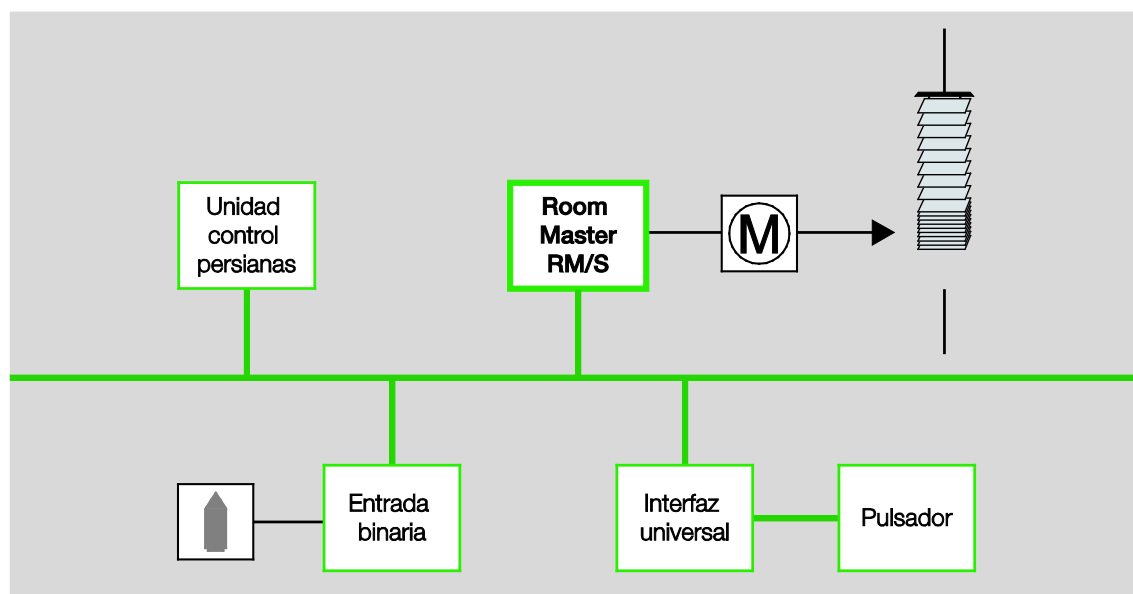 Unidad
control
persianas
Room
Master
RM/S
M
Entrada
binaria
Interfaz
universal
Pulsador